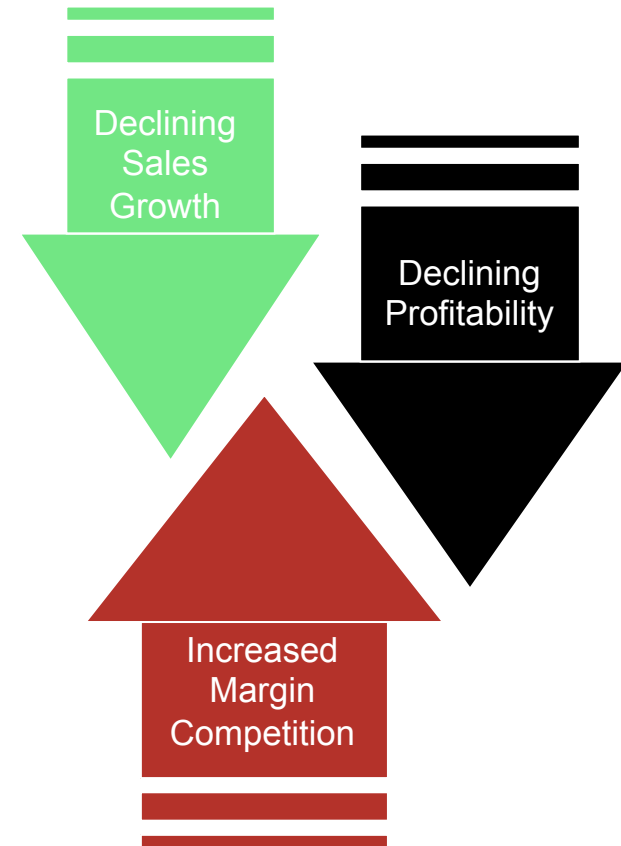 Declining
Sales
Growth
Declining
Profitability
Increased
Margin
Competition